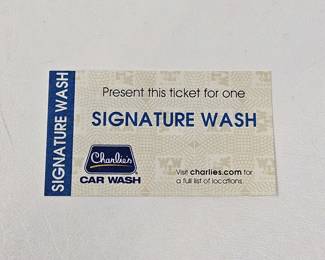 SIGNATURE WASH
Present this ticket for one
SIGNATURE WASH
Charlie's
CAR WASH
Visit charlies.com for
a full list of locations.